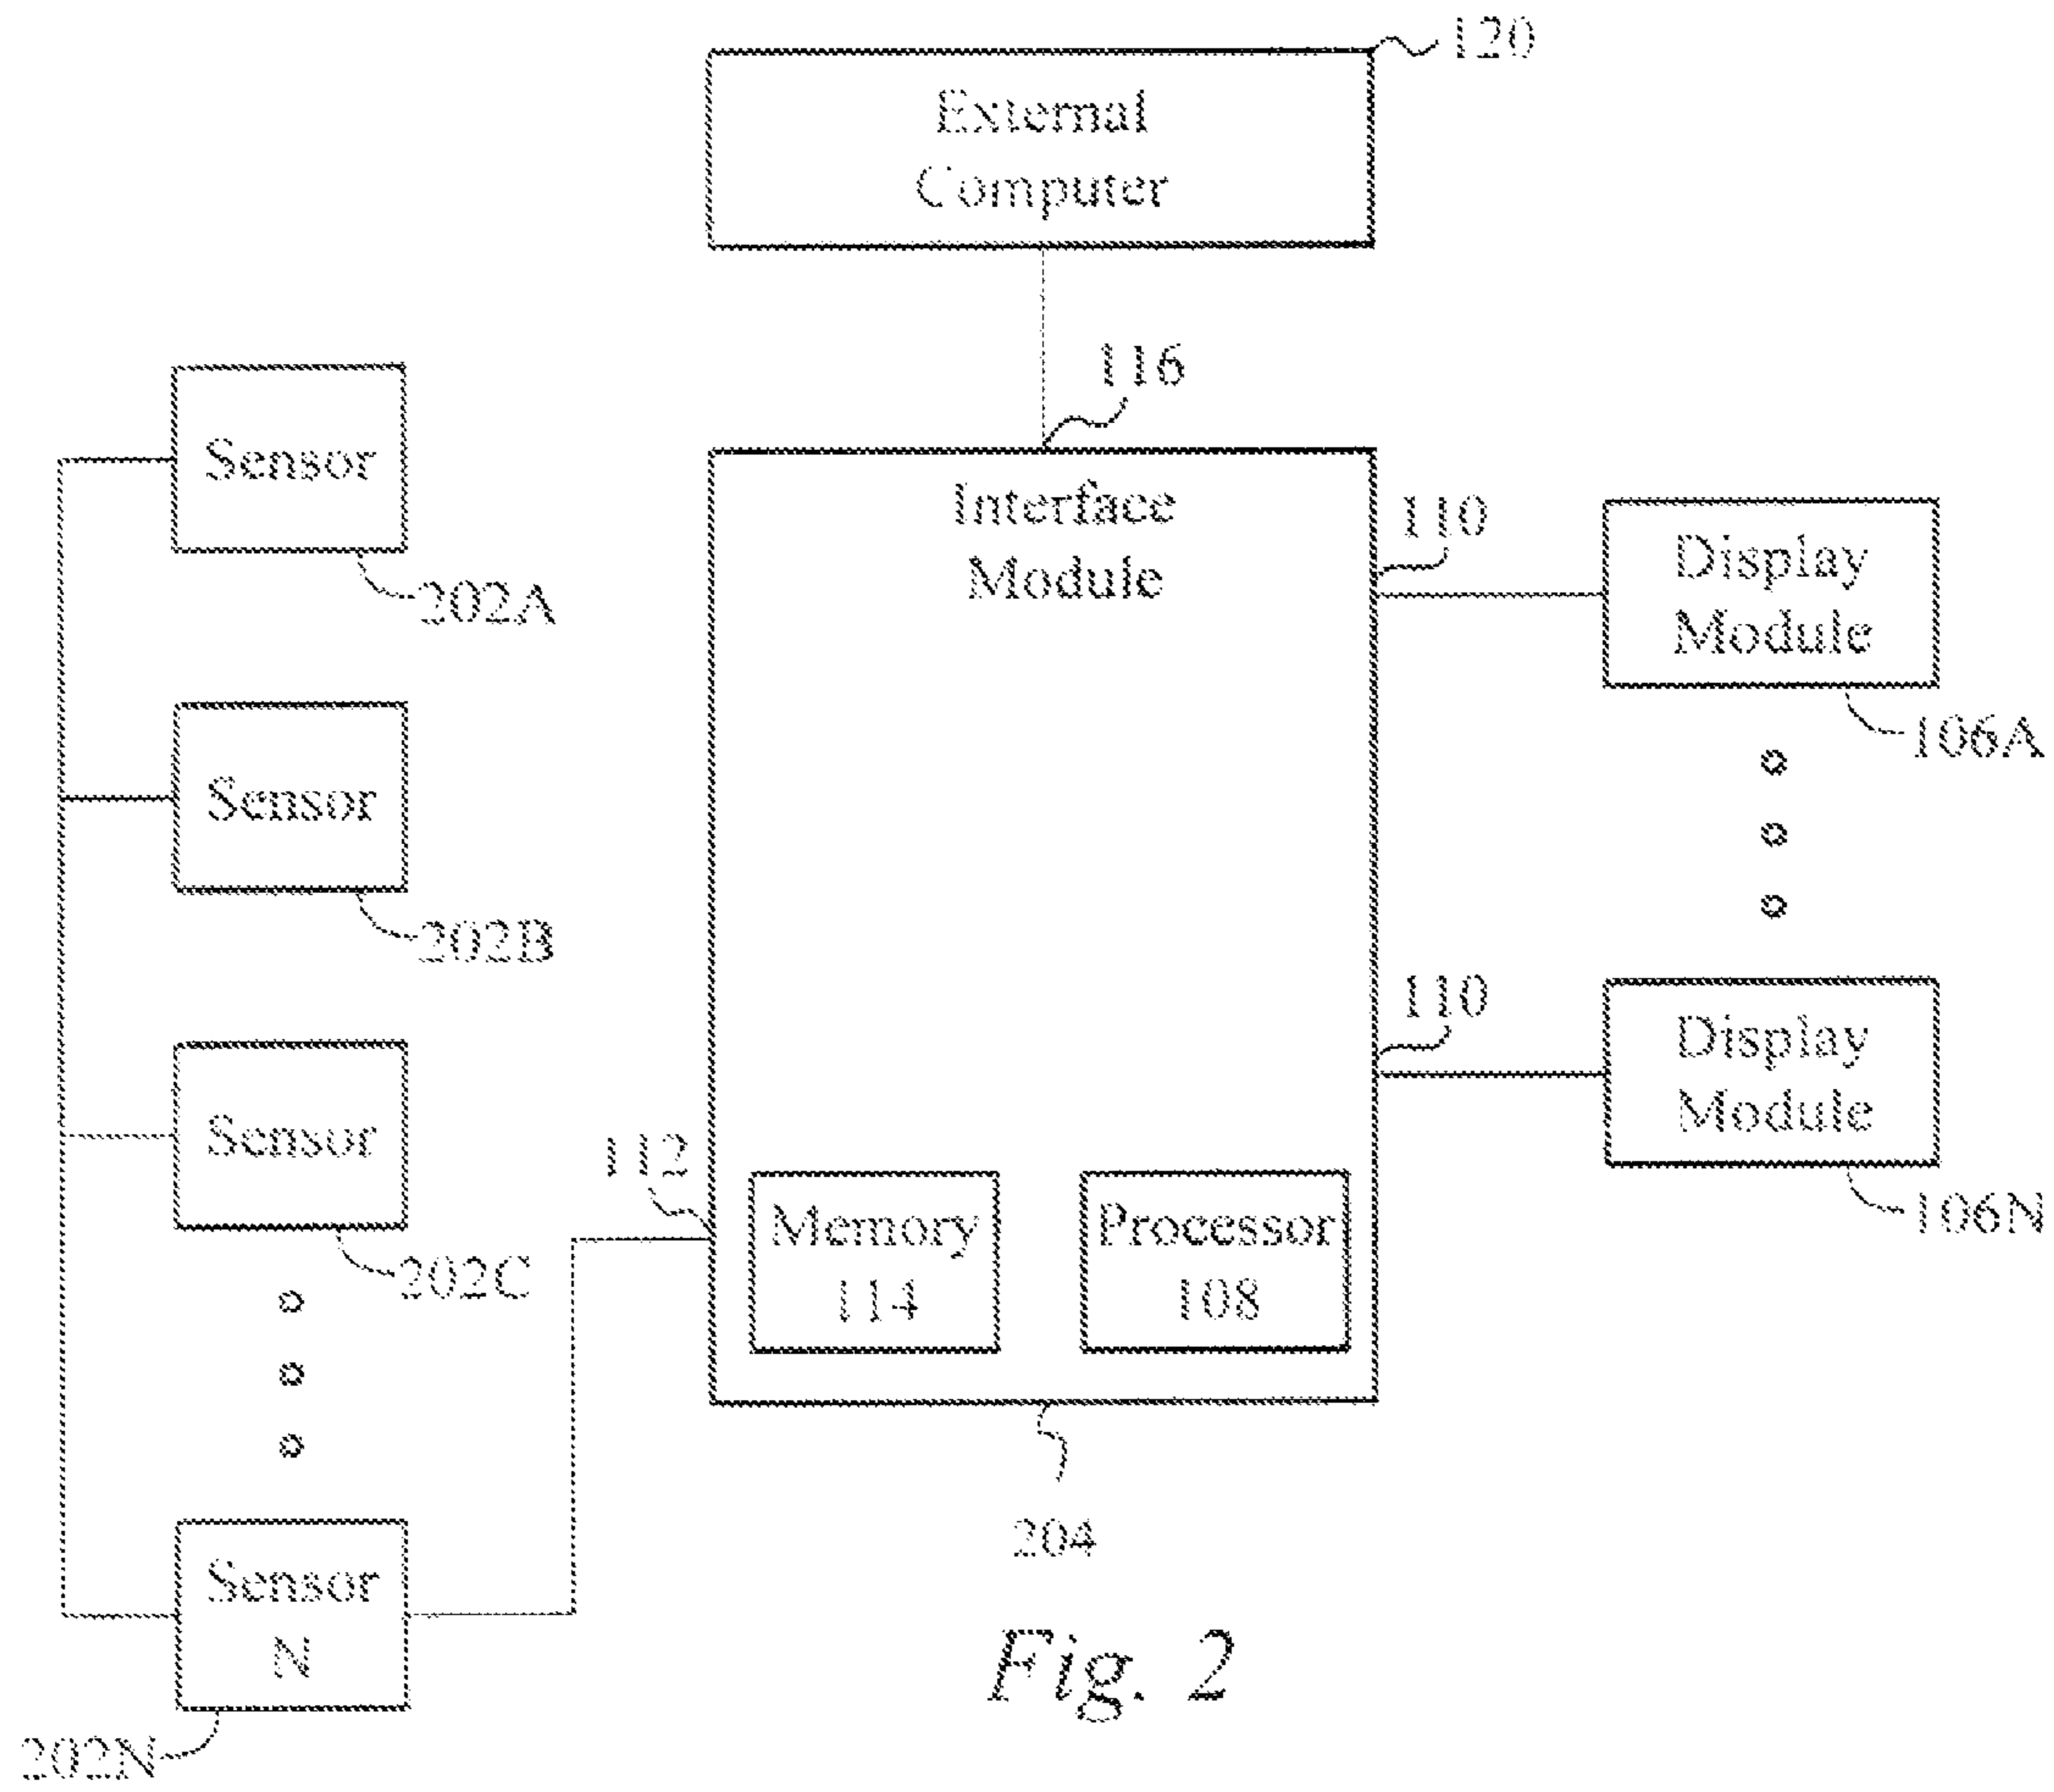 120
External
Computer
116
Interface
Module
Sensor
202A
110
Display
Module
106A
Sensor
202B
110
Display
Module
106N
Sensor
202C
112
Memory
114
Processor
108
204
Sensor
N
202N
Fig. 2